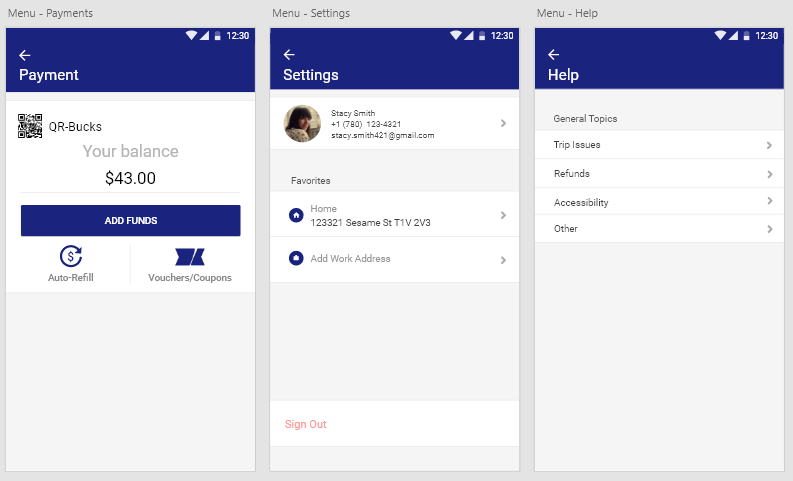 Menu - Payments
12:30
Payment
QR-Bucks
Your balance
$43.00
ADD FUNDS
Auto-Refill
Vouchers/Coupons
Menu - Settings
12:30
Settings
Stacy Smith
+1 (780) 123-4321
stacy.smith421@gmail.com
Favorites
Home
123321 Sesame St T1V 2V3
Add Work Address
Sign Out
Menu - Help
12:30
Help
General Topics
Trip Issues
Refunds
Accessibility
Other